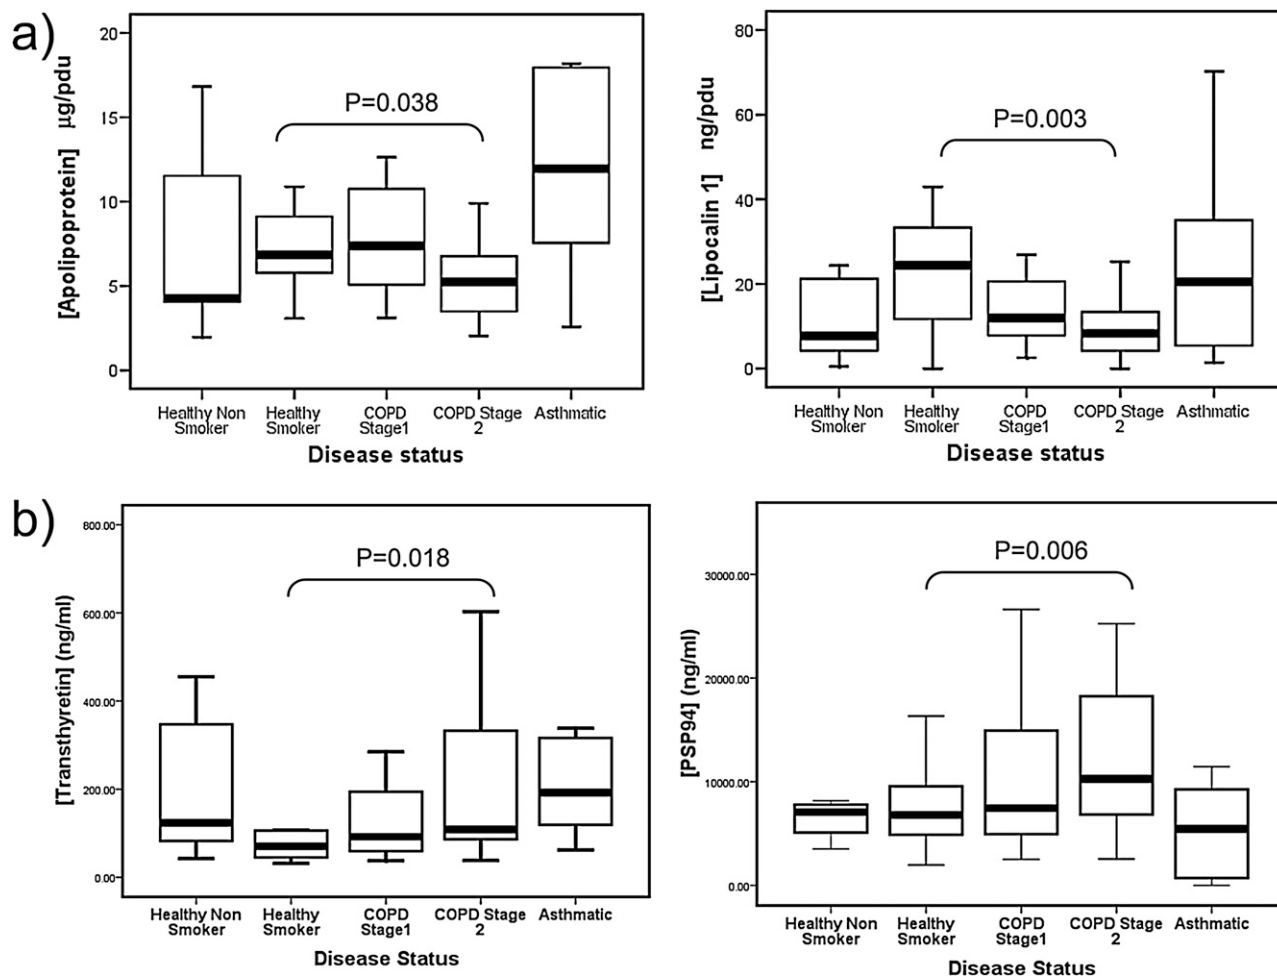 a)
[Apolipoprotein] µg/pdu
20
15
10
5
0
P=0.038
Healthy Non Smoker
Healthy Smoker
COPD Stage1
COPD Stage 2
Asthmatic
Disease status
[Lipocalin 1] ng/pdu
80
60
40
20
0
P=0.003
Healthy Non Smoker
Healthy Smoker
COPD Stage1
COPD Stage 2
Asthmatic
Disease status
b)
[Transthyretin] (ng/ml)
800.00
600.00
400.00
200.00
0.00
P=0.018
Healthy Non Smoker
Healthy Smoker
COPD Stage1
COPD Stage 2
Asthmatic
Disease Status
[PSP94] (ng/ml)
30000.00
20000.00
10000.00
0.00
P=0.006
Healthy Non Smoker
Healthy Smoker
COPD Stage1
COPD Stage 2
Asthmatic
Disease Status